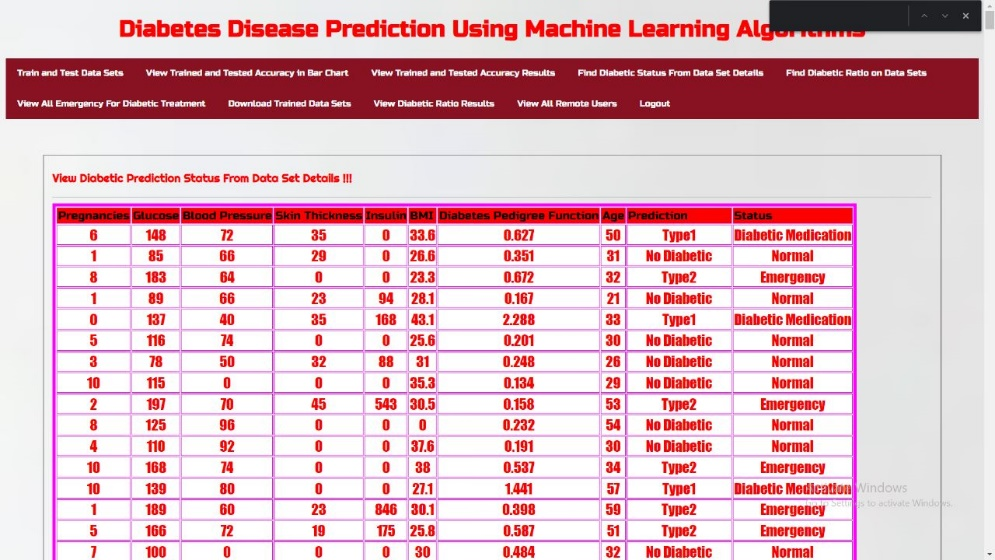 Diabetes Disease Prediction Using Machine Learning Algorithms
Train and Test Data Sets View Trained and Tested Accuracy in Bar Chart View Trained and Tested Accuracy Results Find Diabetic Status From Data Set Details Find Diabetic Ratio on Data Sets
View All Emergency For Diabetic Treatment Download Trained Data Sets View Diabetic Ratio Results View All Remote Users Logout
View Diabetic Prediction Status From Data Set Details !!!
Pregnancies Glucose Blood Pressure Skin Thickness Insulin BMI Diabetes Pedigree Function Age Prediction Status
6 148 72 35 0 33.6 0.627 50 Type1 Diabetic Medication
1 85 66 29 0 26.6 0.351 31 No Diabetic Normal
8 183 64 0 0 23.3 0.672 32 Type2 Emergency
1 89 66 23 94 28.1 0.167 21 No Diabetic Normal
0 137 40 35 168 43.1 2.288 33 Type1 Diabetic Medication
5 116 74 0 0 25.6 0.201 30 No Diabetic Normal
3 78 50 32 88 31 0.248 26 No Diabetic Normal
10 115 0 0 0 35.3 0.134 29 No Diabetic Normal
2 197 70 45 543 30.5 0.158 53 Type2 Emergency
8 125 96 0 0 0 0.232 54 No Diabetic Normal
4 110 92 0 0 37.6 0.191 30 No Diabetic Normal
10 168 74 0 0 38 0.537 34 Type2 Emergency
10 139 80 0 0 27.1 1.441 57 Type1 Diabetic Medication
Windows
1 189 60 23 846 30.1 0.398 59 Type2 Emergency
Go to Settings to activate Windows.
5 166 72 19 175 25.8 0.587 51 Type2 Emergency
7 100 0 0 0 30 0.484 32 No Diabetic Normal